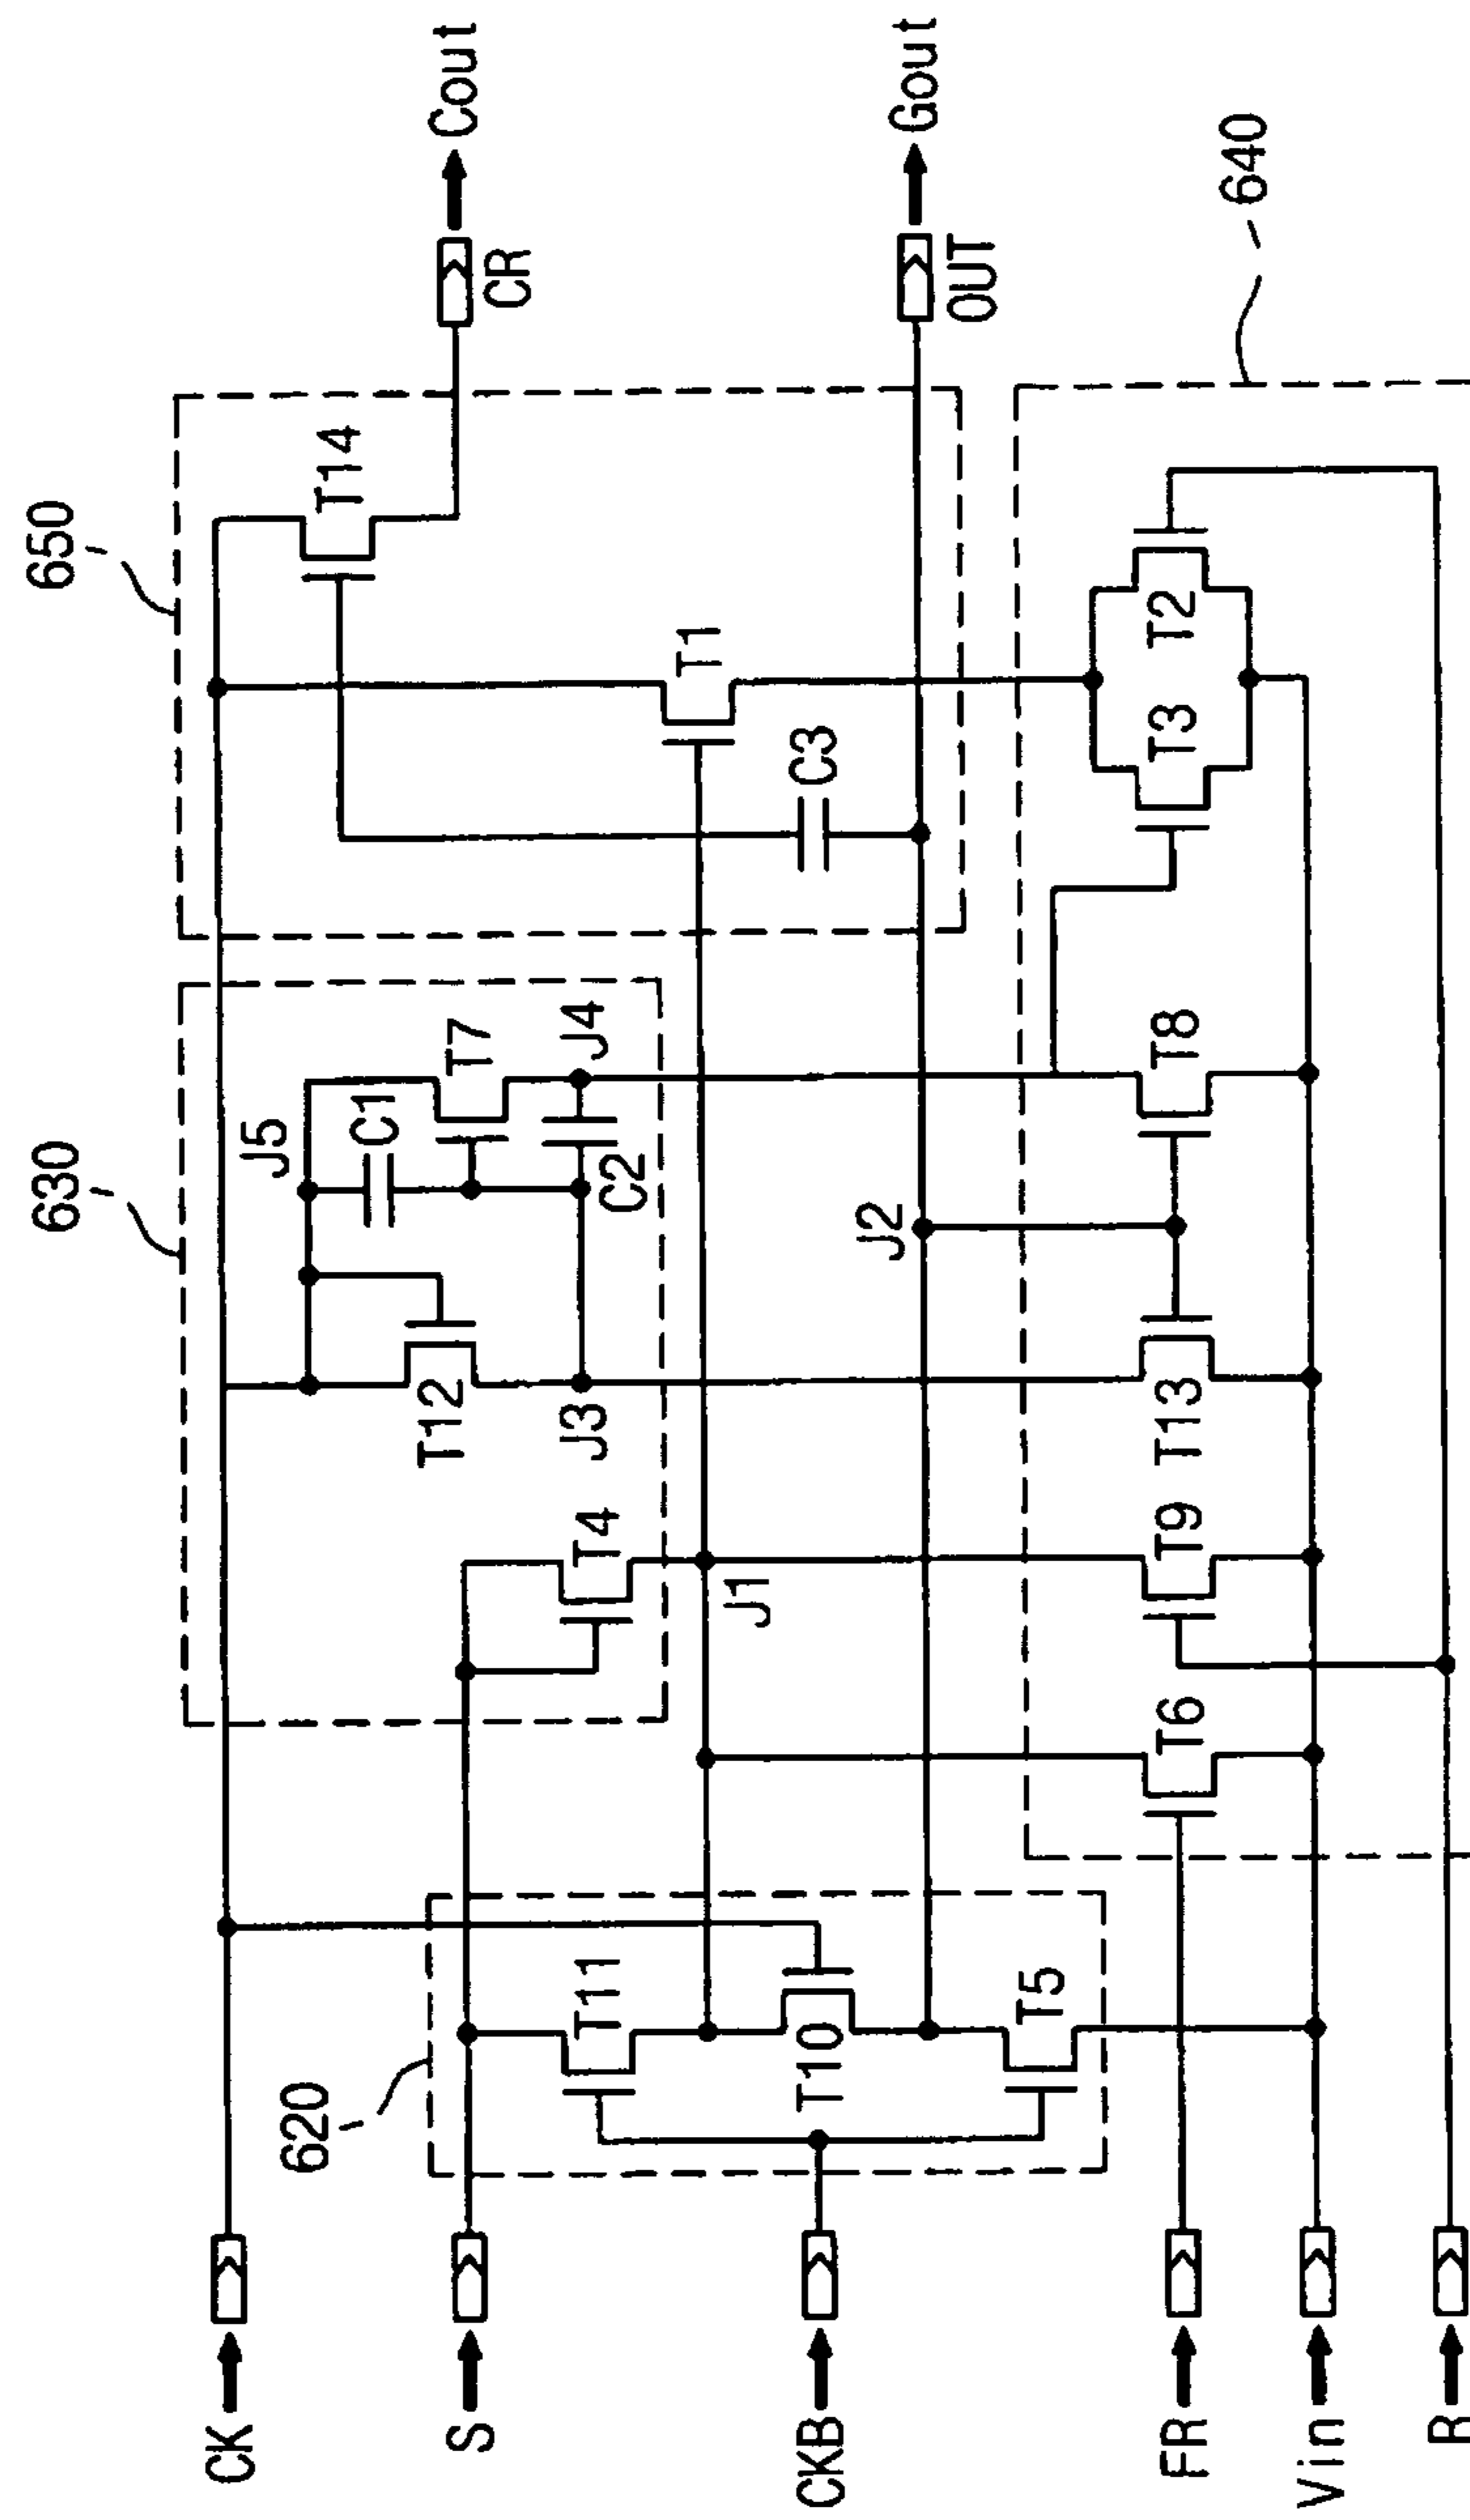 650
630
620
640
CK
S
CKB
FR
Vin
R
Cout
Gout
CR
OUT
T14
T1
C3
T7
J4
J5
C1
C2
T12
J3
T4
J1
J2
T11
T10
T5
T6
T9
T13
T8
T3
T2